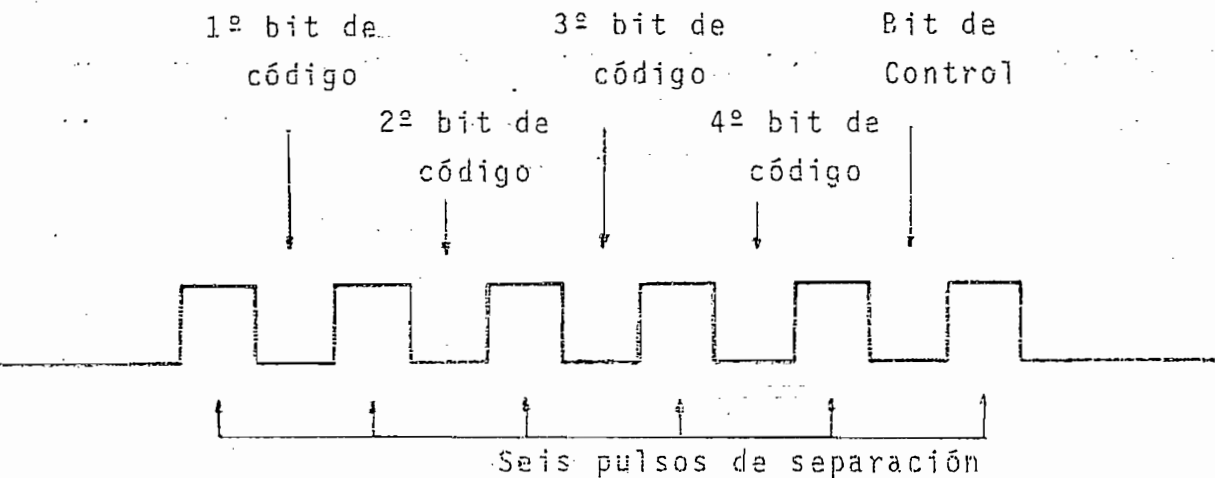 1º bit de
código
2º bit de
código
3º bit de
código
4º bit de
código
Bit de
Control
Seis pulsos de separación